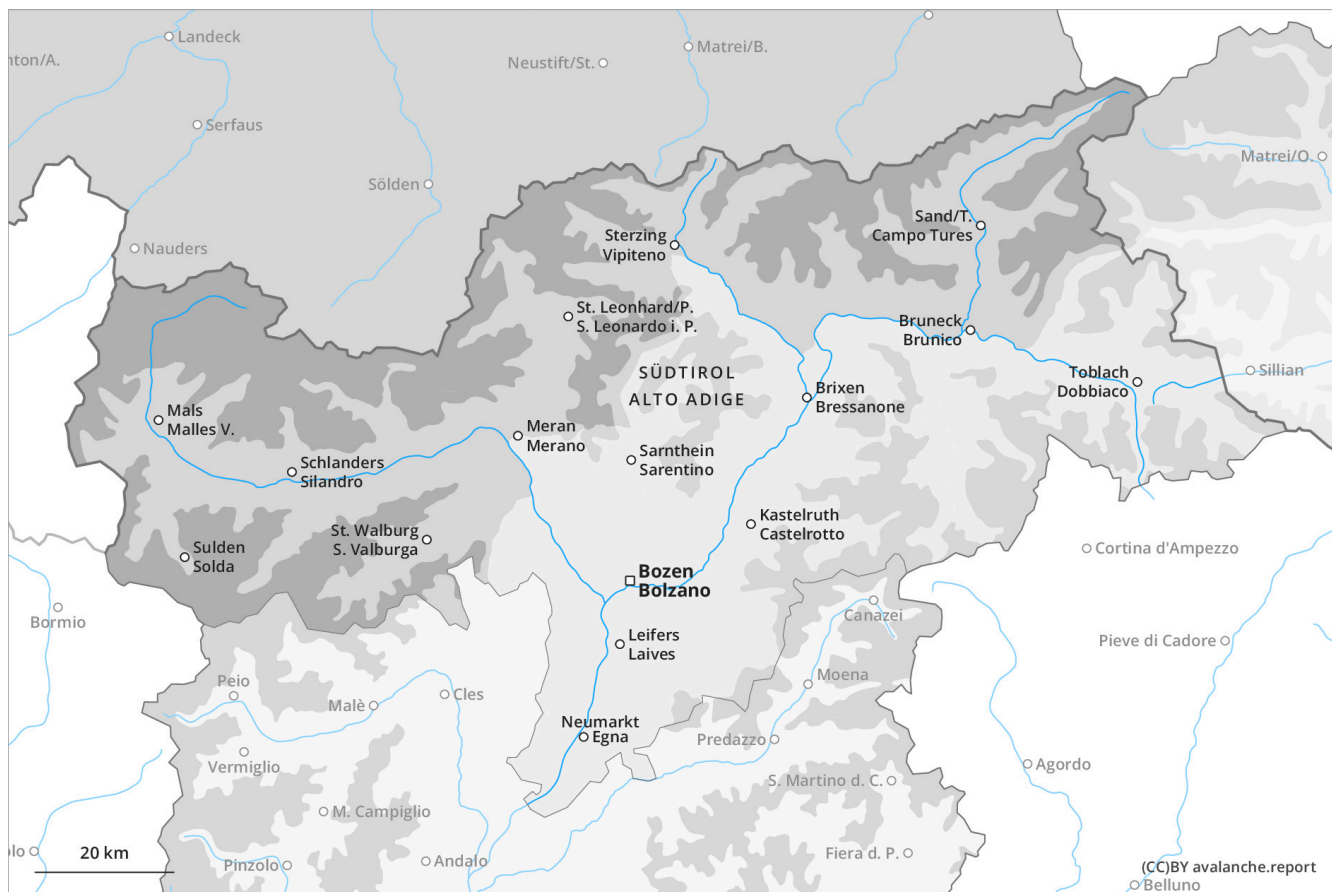 Landeck
nton/A.
Matrei/B.
Neustift/St.
Serfaus
Matrei/O.
Sölden
Sand/T.
Campo Tures
Sterzing
Vipiteno
Nauders
St. Leonhard/P.
S. Leonardo i. P.
Bruneck
Brunico
SÜDTIROL
ALTO ADIGE
Toblach
Dobbiaco
Sillian
Brixen
Bressanone
Mals
Malles V.
Meran
Merano
Sarnthein
Sarentino
Schlanders
Silandro
Kastelruth
Castelrotto
St. Walburg
S. Valburga
Sulden
Solda
Cortina d'Ampezzo
Bozen
Bolzano
Bormio
Canazei
Leifers
Laives
Pieve di Cadore
Peio
Moena
Malè
Cles
Neumarkt
Egna
Predazzo
Vermiglio
Agordo
S. Martino d. C.
M. Campiglio
olo
20 km
Pinzolo
Andalo
Fiera d. P.
(CC)BY avalanche.report
Belluno